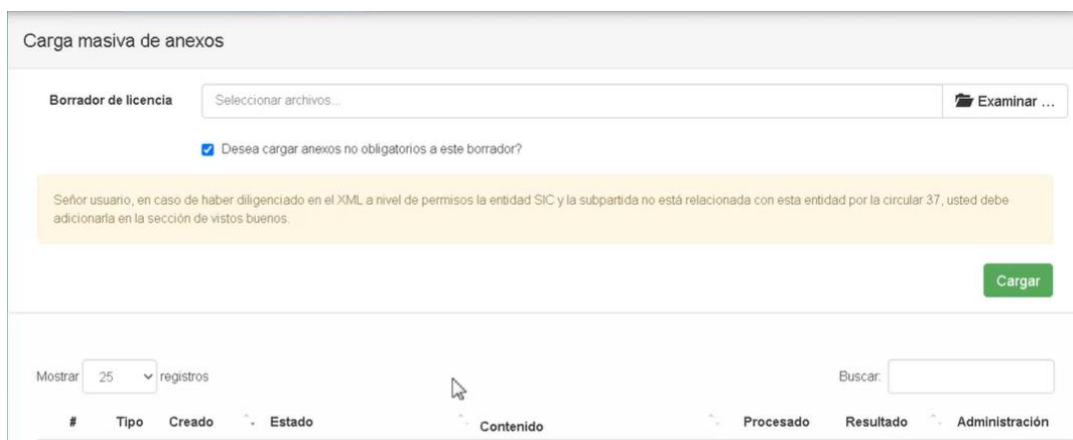 Carga masiva de anexos
Borrador de licencia Seleccionar archivos... Examinar ...
Desea cargar anexos no obligatorios a este borrador?
Señor usuario, en caso de haber diligenciado en el XML a nivel de permisos la entidad SIC y la subpartida no está relacionada con esta entidad por la circular 37, usted debe
adicionarla en la sección de vistos buenos.
Cargar
Mostrar 25 registros Buscar:
# Tipo Creado Estado Contenido Procesado Resultado Administración